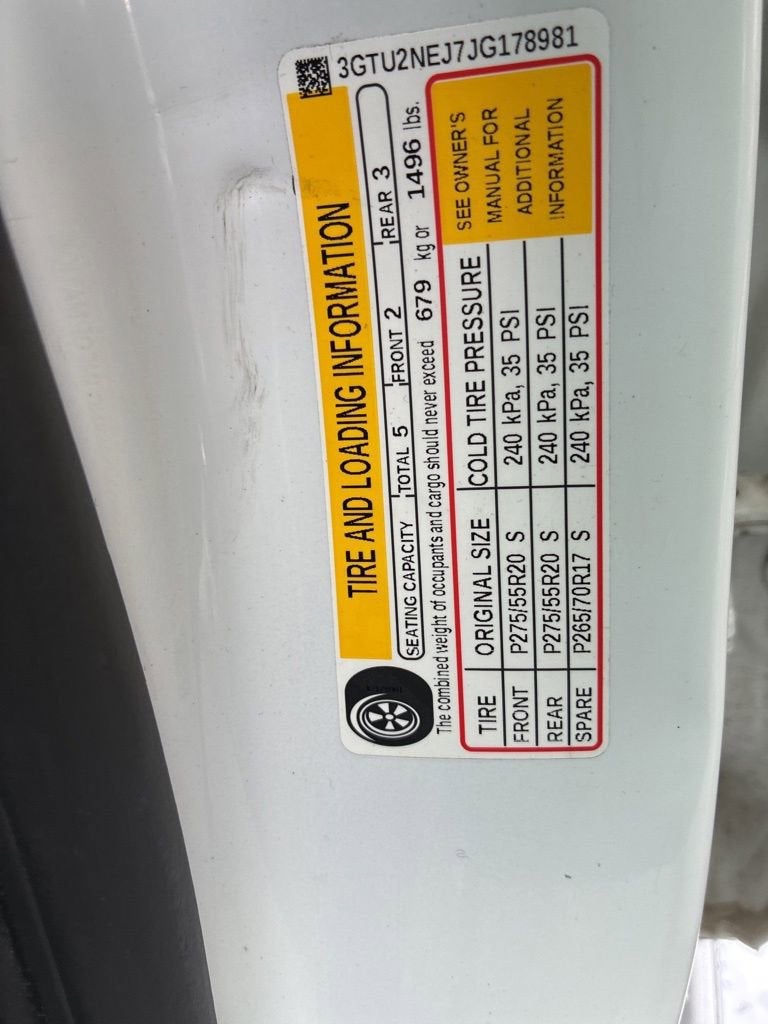 3GTU2NEJ7JG178981
TIRE AND LOADING INFORMATION
SEATING CAPACITY TOTAL 5 FRONT 2 REAR 3
The combined weight of occupants and cargo should never exceed 679 kg or 1496 lbs.
TIRE ORIGINAL SIZE COLD TIRE PRESSURE
FRONT P275/55R20 S 240 kPa, 35 PSI
REAR P275/55R20 S 240 kPa, 35 PSI
SPARE P265/70R17 S 240 kPa, 35 PSI
SEE OWNER'S
MANUAL FOR
ADDITIONAL
INFORMATION